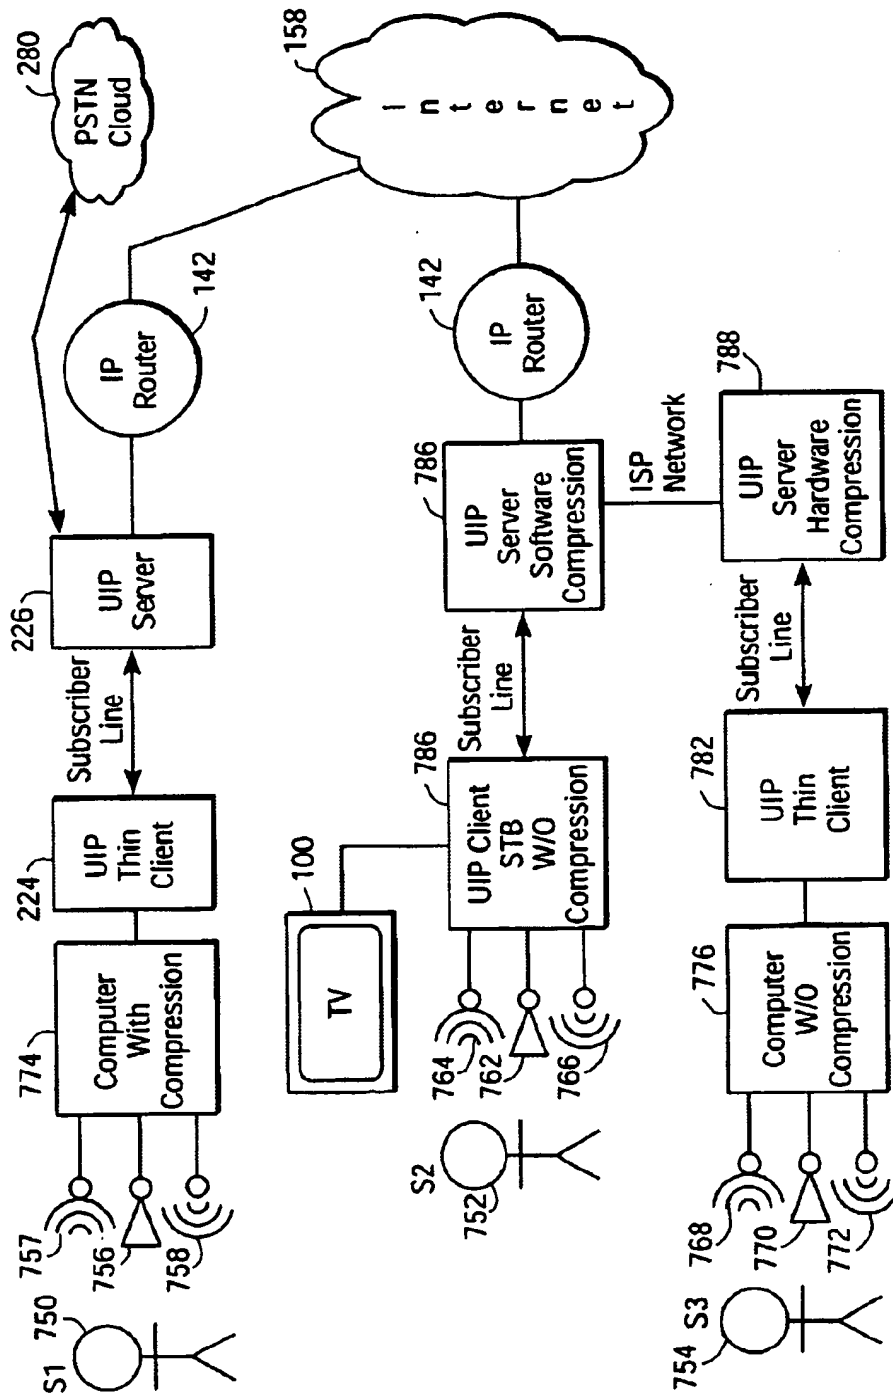 S1
750
757
756
758
774
Computer
With
Compression
224
UIP
Thin
Client
Subscriber
Line
226
UIP
Server
IP
Router
142
280
PSTN
Cloud
158
Internet
S2
752
764
762
766
100
TV
786
UIP Client
STB
W/O
Compression
Subscriber
Line
786
UIP
Server
Software
Compression
IP
Router
142
ISP
Network
S3
754
768
770
772
776
Computer
W/O
Compression
782
UIP
Thin
Client
Subscriber
Line
788
UIP
Server
Hardware
Compression